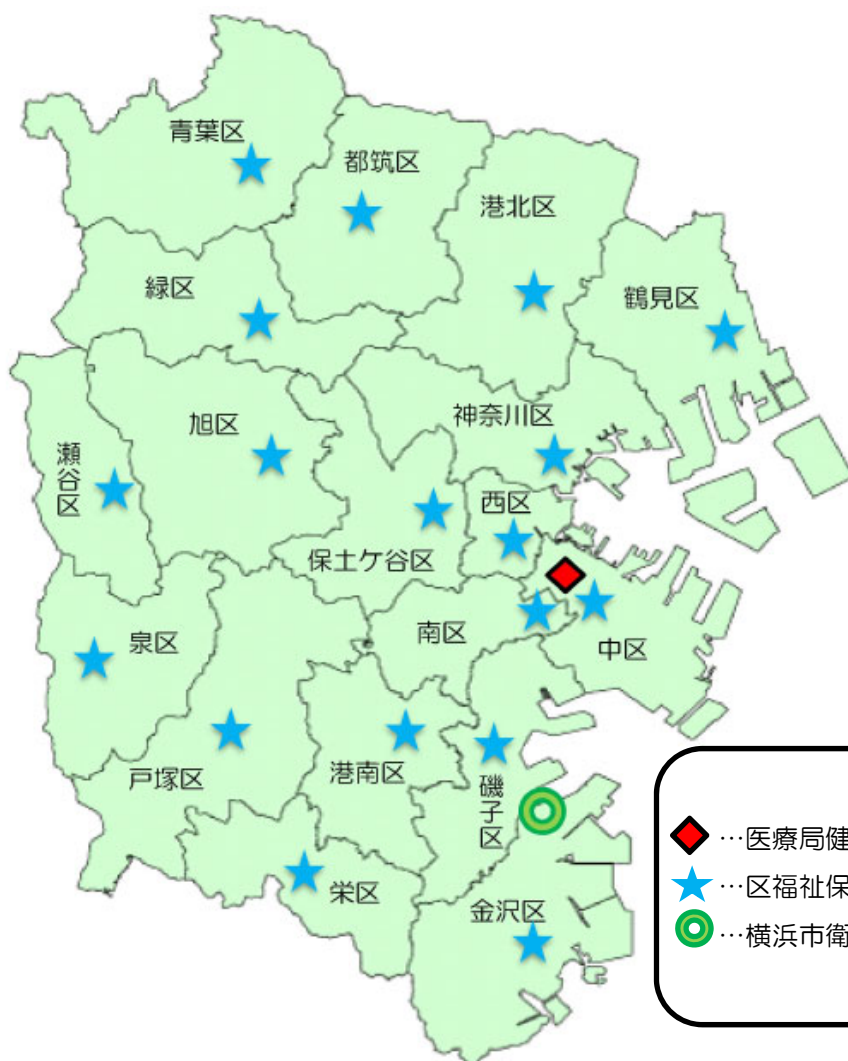 青葉区
都筑区
港北区
緑区
鶴見区
旭区
神奈川区
瀬谷区
西区
保土ケ谷区
南区
泉区
中区
戸塚区
港南区
磯子区
栄区
金沢区
…医療局健
…区福祉保
…横浜市衛